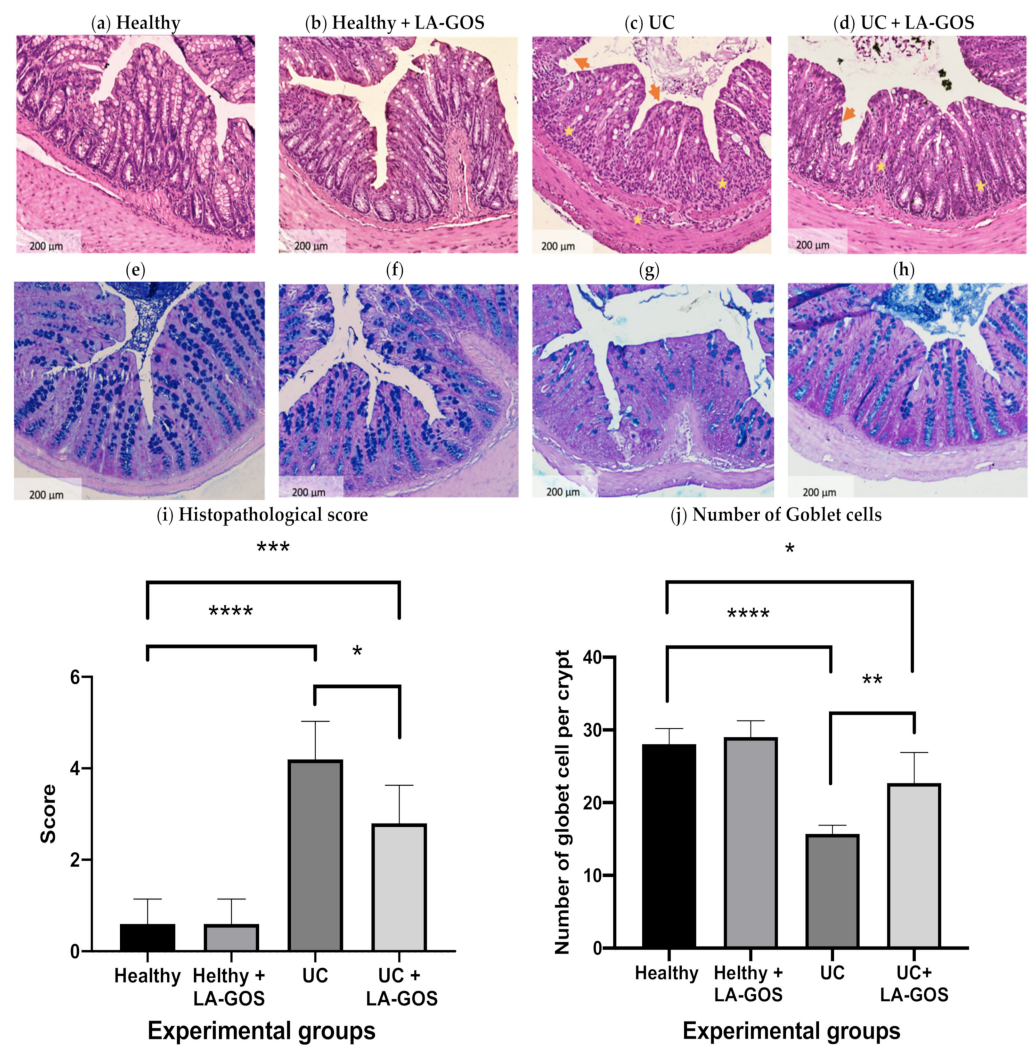 (a) Healthy
(b) Healthy + LA-GOS
(c) UC
(d) UC + LA-GOS
200 µm
200 µm
200 µm
200 µm
(e)
(f)
(g)
(h)
200 µm
200 µm
200 µm
200 µm
(i) Histopathological score
(j) Number of Goblet cells
***
****
*
6
4
2
0
Score
Healthy
Helthy +
LA-GOS
UC
UC +
LA-GOS
Experimental groups
*
****
**
40
30
20
10
0
Number of globet cell per crypt
Healthy
Helthy +
LA-GOS
UC
UC+
LA-GOS
Experimental groups